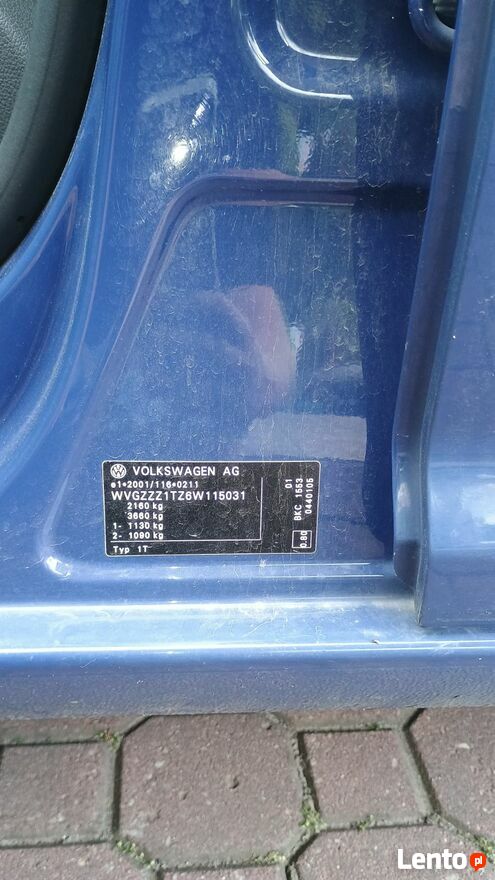 VOLKSWAGEN AG
e1*2001/116*0211
WVGZZZ1TZ6W115031
2160 kg
3660 kg
1- 1130 kg
2- 1090 kg
Typ 1T
01
BKC 1553
0440105
0.80
Lento.pl